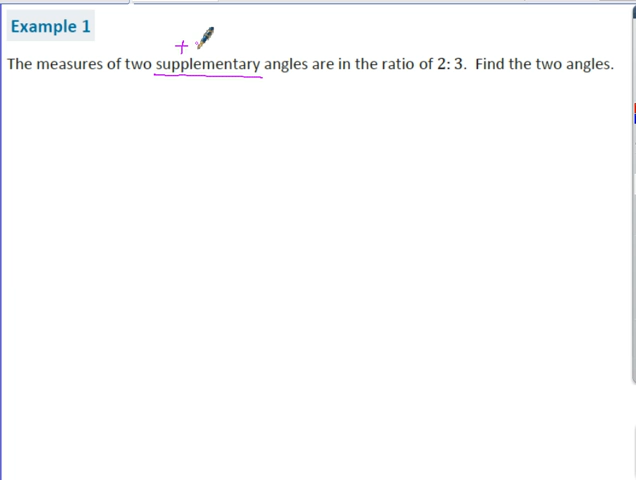 Example 1
+
The measures of two supplementary angles are in the ratio of 2: 3. Find the two angles.